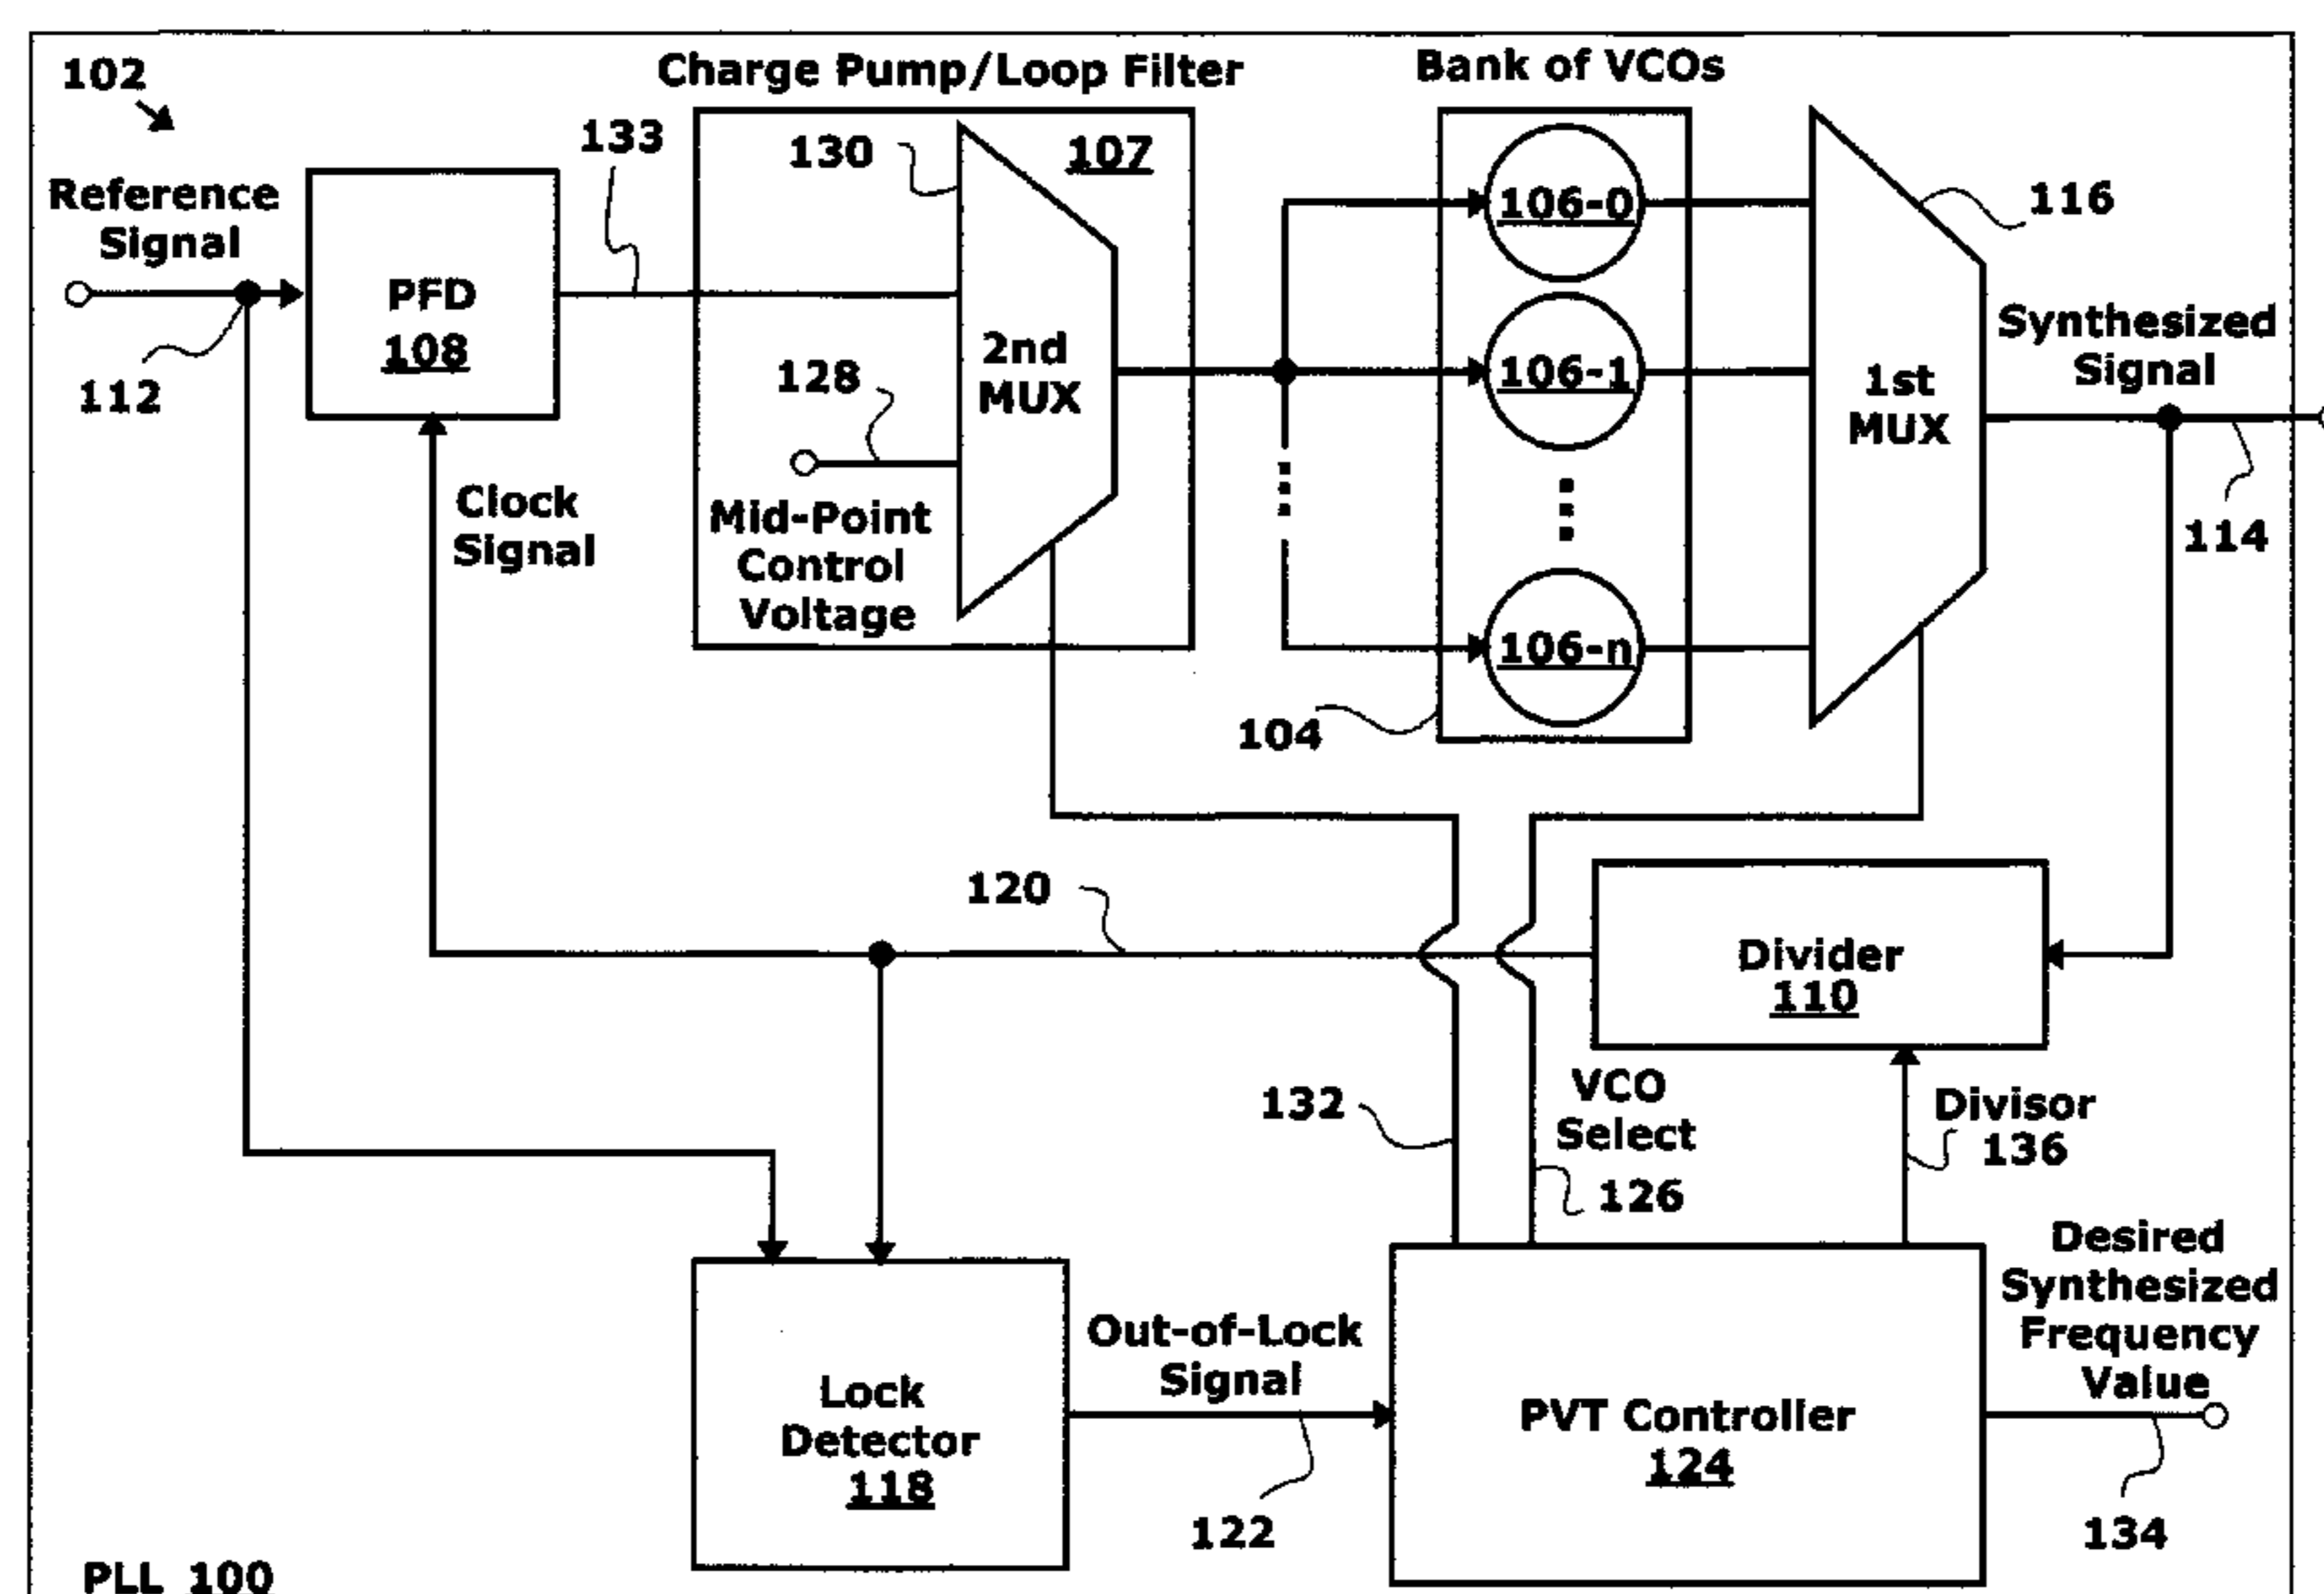 102
Charge Pump/Loop Filter
Bank of VCOs
133
130
107
Reference
Signal
PFD
108
112
2nd
MUX
128
Mid-Point
Control
Voltage
106-0
106-1
106-n
104
116
1st
MUX
Synthesized
Signal
114
Clock
Signal
120
Divider
110
132
VCO
Select
126
Divisor
136
Desired
Synthesized
Frequency
Value
134
Lock
Detector
118
Out-of-Lock
Signal
122
PVT Controller
124
PLL 100